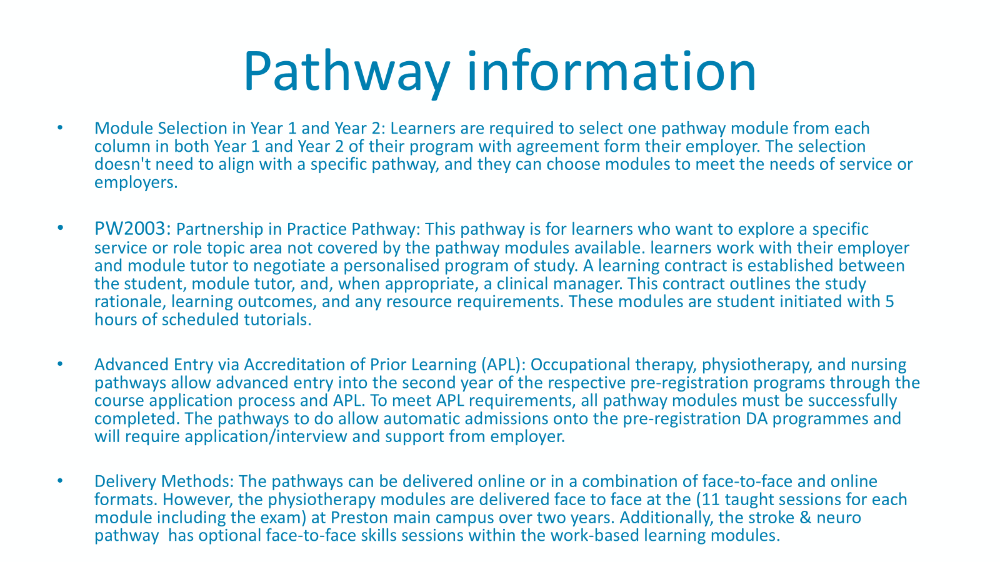 Pathway information
• Module Selection in Year 1 and Year 2: Learners are required to select one pathway module from each
column in both Year 1 and Year 2 of their program with agreement form their employer. The selection
doesn't need to align with a specific pathway, and they can choose modules to meet the needs of service or
employers.
• PW2003: Partnership in Practice Pathway: This pathway is for learners who want to explore a specific
service or role topic area not covered by the pathway modules available. learners work with their employer
and module tutor to negotiate a personalised program of study. A learning contract is established between
the student, module tutor, and, when appropriate, a clinical manager. This contract outlines the study
rationale, learning outcomes, and any resource requirements. These modules are student initiated with 5
hours of scheduled tutorials.
• Advanced Entry via Accreditation of Prior Learning (APL): Occupational therapy, physiotherapy, and nursing
pathways allow advanced entry into the second year of the respective pre-registration programs through the
course application process and APL. To meet APL requirements, all pathway modules must be successfully
completed. The pathways to do allow automatic admissions onto the pre-registration DA programmes and
will require application/interview and support from employer.
• Delivery Methods: The pathways can be delivered online or in a combination of face-to-face and online
formats. However, the physiotherapy modules are delivered face to face at the (11 taught sessions for each
module including the exam) at Preston main campus over two years. Additionally, the stroke & neuro
pathway  has optional face-to-face skills sessions within the work-based learning modules.